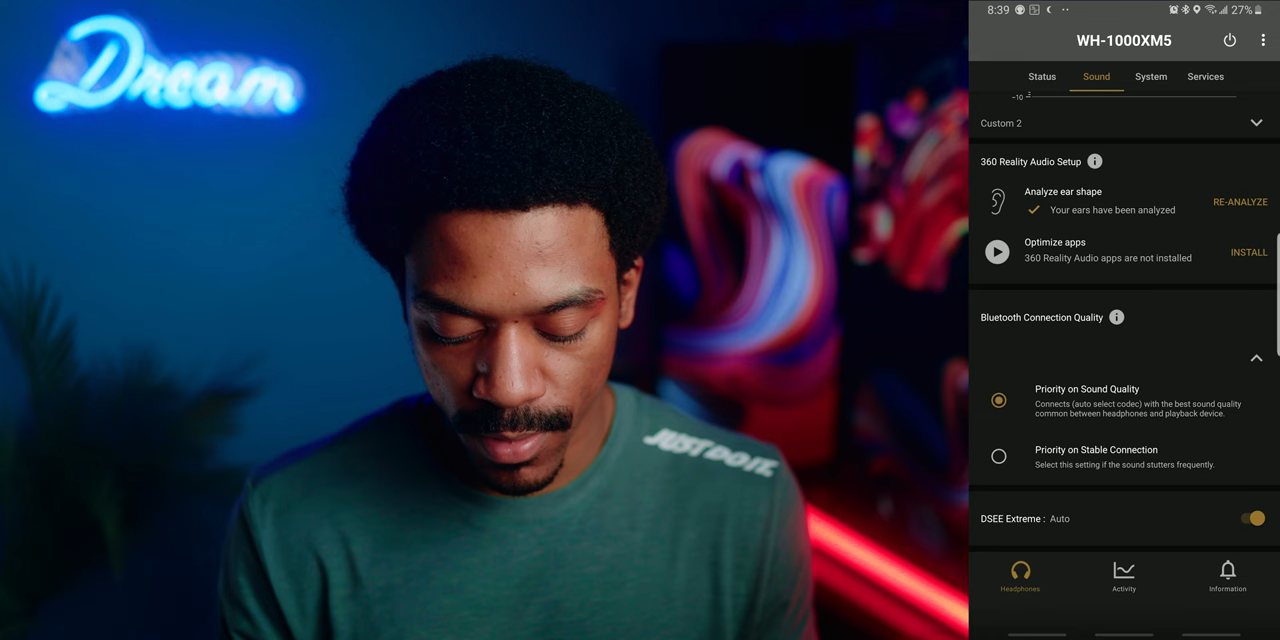 Dream
JUST DO IT.
8:39
27%
WH-1000XM5
Status
Sound
System
Services
-10
Custom 2
360 Reality Audio Setup
Analyze ear shape
Your ears have been analyzed
RE-ANALYZE
Optimize apps
360 Reality Audio apps are not installed
INSTALL
Bluetooth Connection Quality
Priority on Sound Quality
Connects (auto select codec) with the best sound quality
common between headphones and playback device.
Priority on Stable Connection
Select this setting if the sound stutters frequently.
DSEE Extreme : Auto
Headphones
Activity
Information